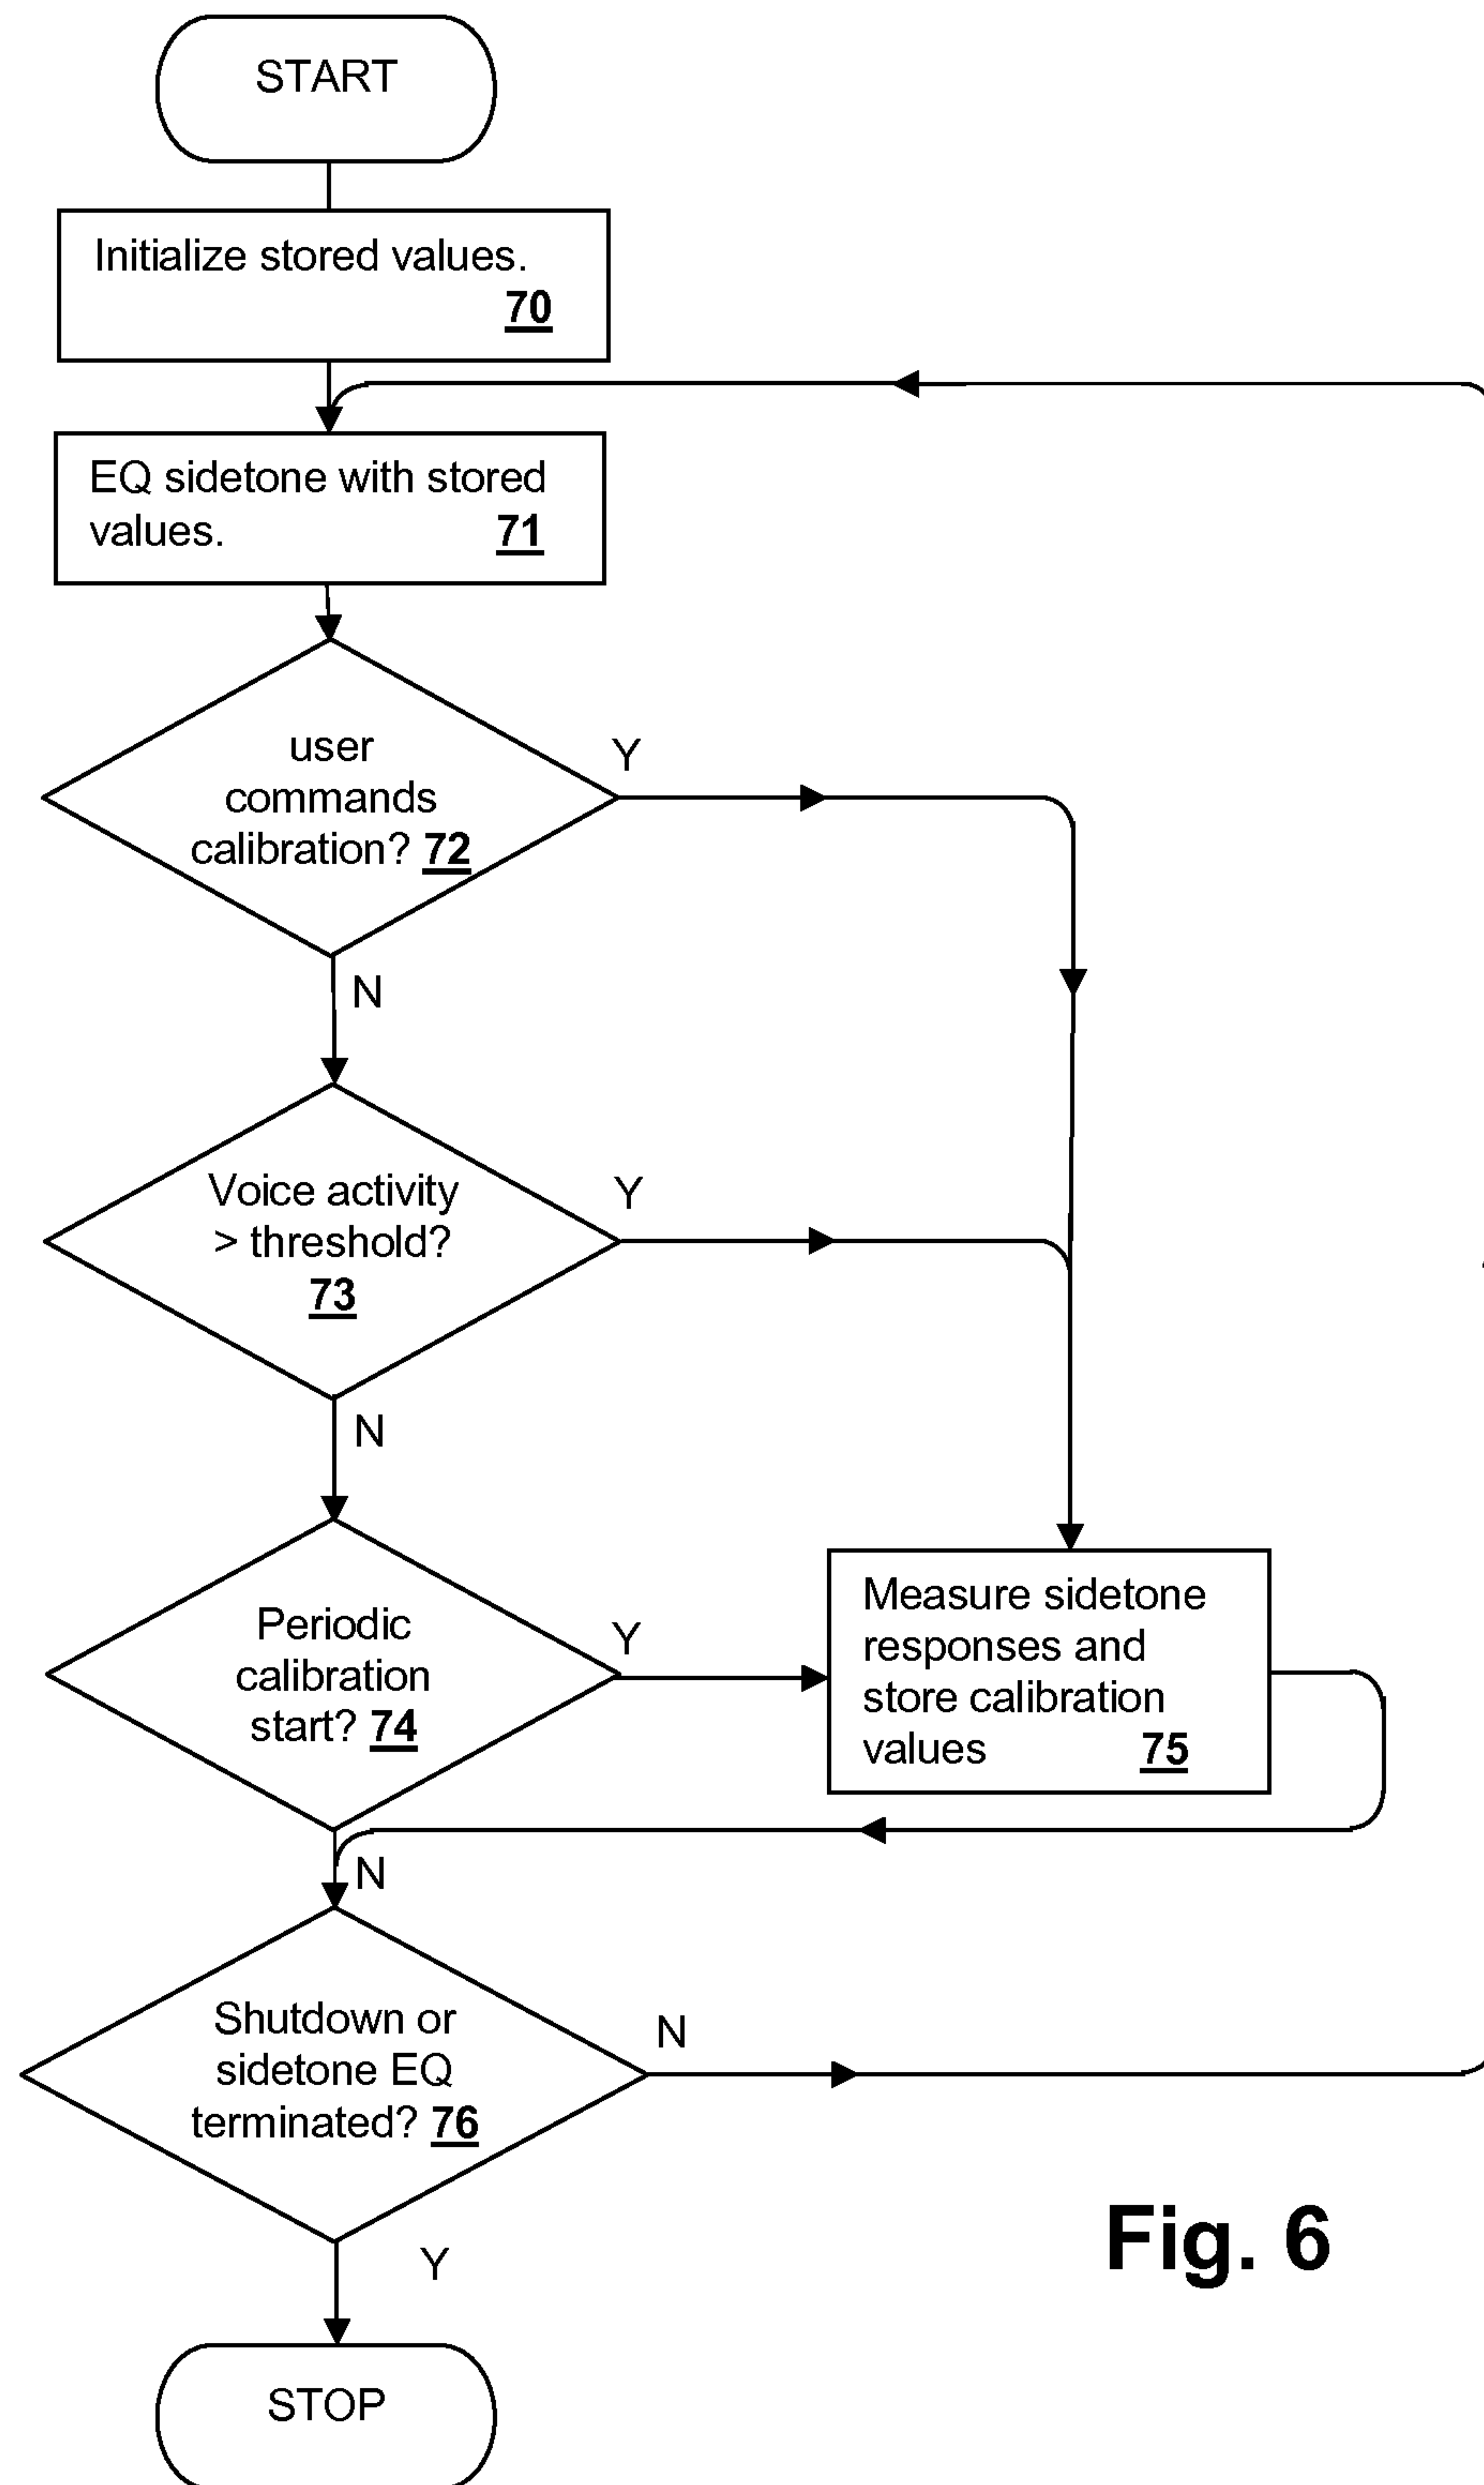 START
Initialize stored values.
70
EQ sidetone with stored
values. 71
user
commands
calibration? 72
Y
N
Voice activity
> threshold?
73
Y
N
Periodic
calibration
start? 74
Y
Measure sidetone
responses and
store calibration
values 75
N
Shutdown or
sidetone EQ
terminated? 76
N
Y
Fig. 6
STOP